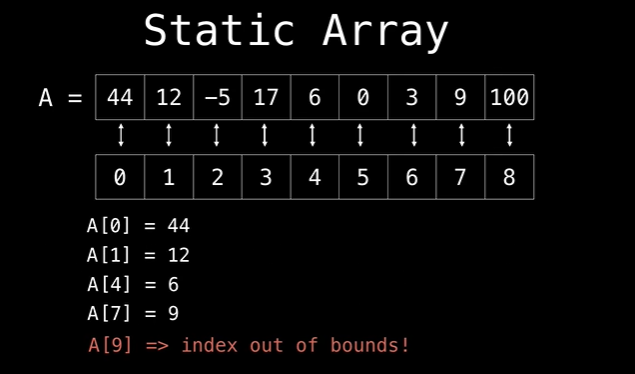 Static Array
A = 44 12 −5 17 6 0 3 9 100
0 1 2 3 4 5 6 7 8
A[0] = 44
A[1] = 12
A[4] = 6
A[7] = 9
A[9] => index out of bounds!